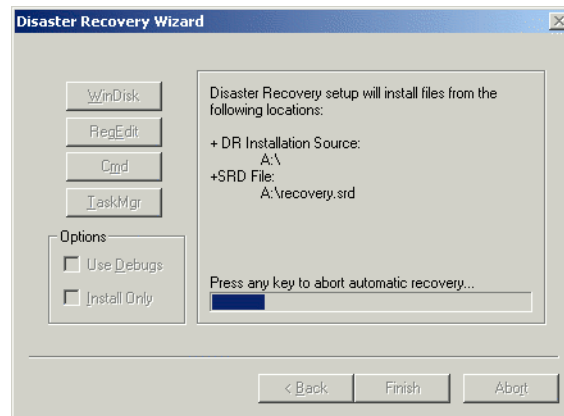 Disaster Recovery Wizard
WinDisk
RegEdit
Cmd
TaskMgr
Options
Use Debugs
Install Only
Disaster Recovery setup will install files from the
following locations:
+ DR Installation Source:
A:\
+SRD File:
A:\recovery.srd
Press any key to abort automatic recovery...
< Back
Finish
Abort